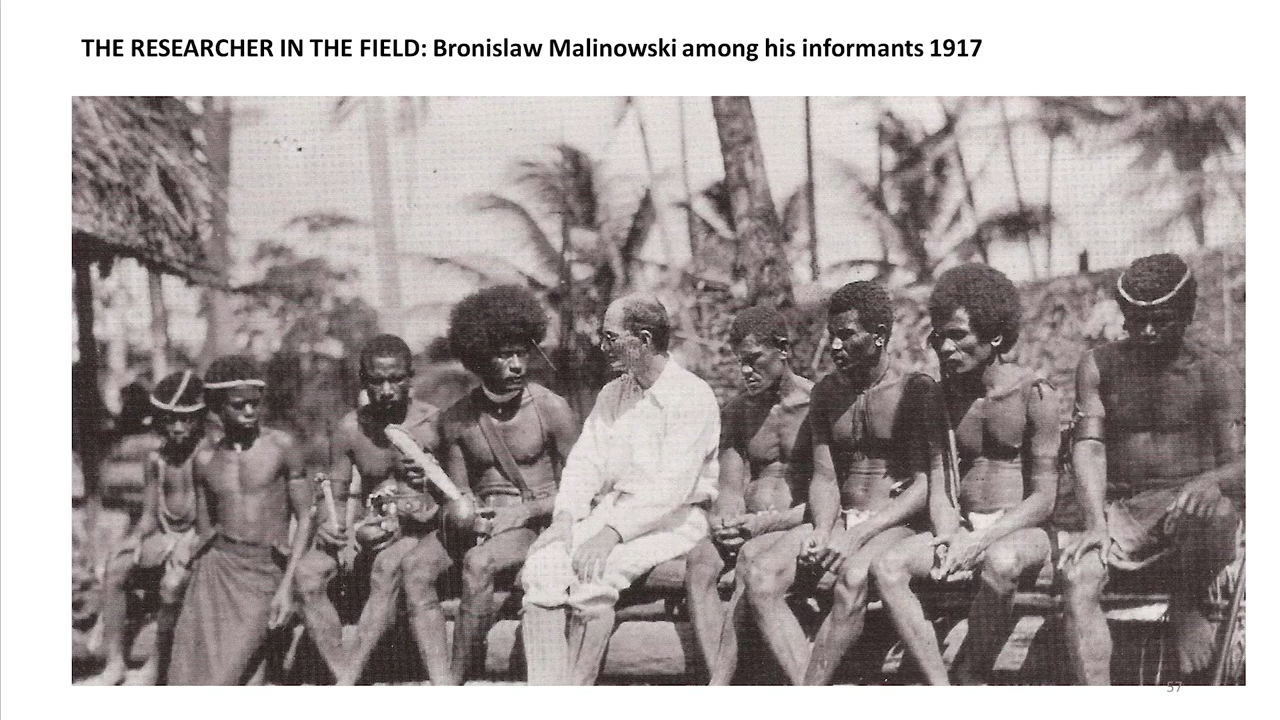 THE RESEARCHER IN THE FIELD: Bronislaw Malinowski among his informants 1917
57